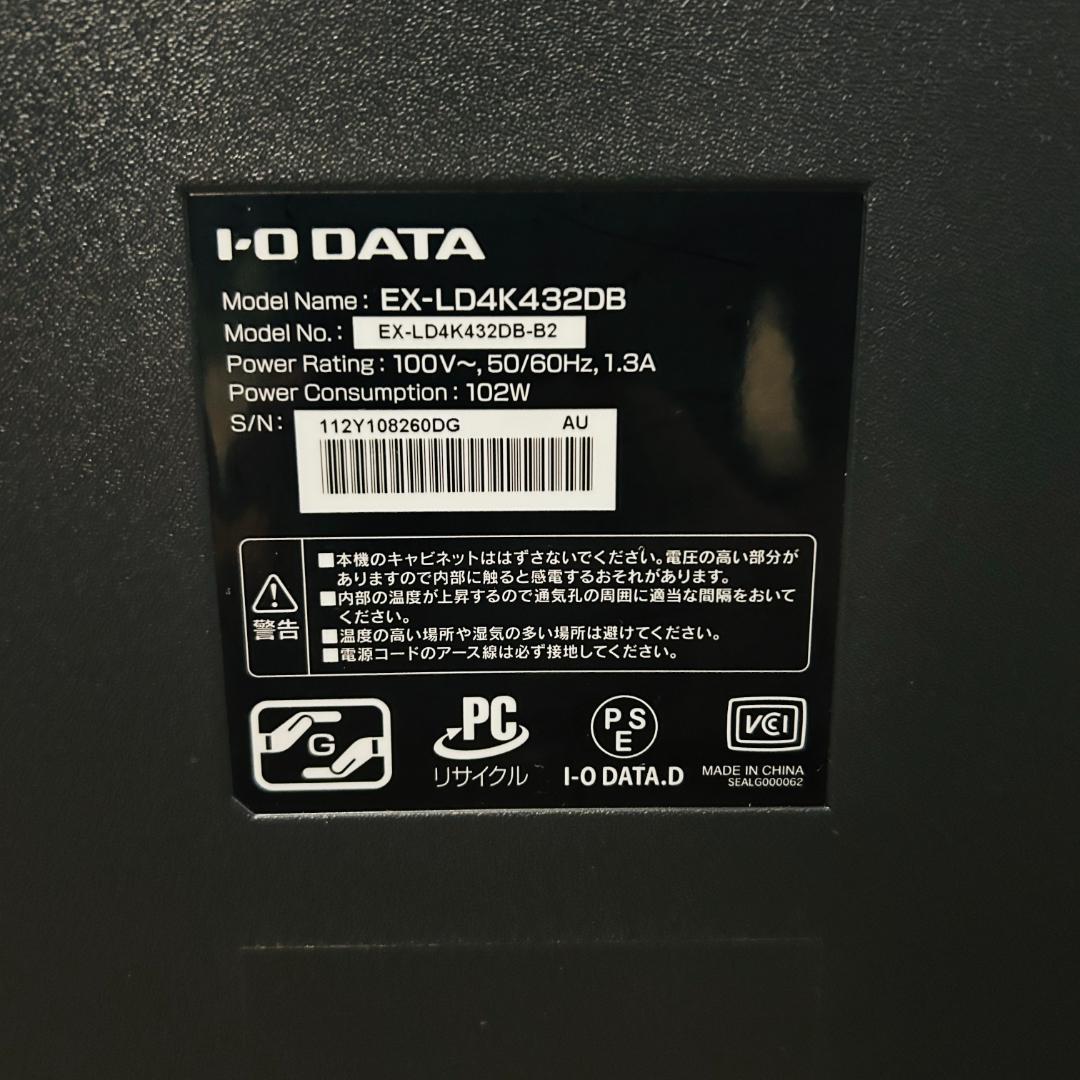 I-O DATA
Model Name: EX-LD4K432DB
Model No.: EX-LD4K432DB-B2
Power Rating: 100V~, 50/60Hz, 1.3A
Power Consumption: 102W
S/N: 112Y108260DG AU
■本機のキャビネットははずさないでください。電圧の高い部分が
ありますので内部に触ると感電するおそれがあります。
■内部の温度が上昇するので通気孔の周囲に適当な間隔をおいて
ください。
■温度の高い場所や湿気の多い場所は避けてください。
■電源コードのアース線は必ず接地してください。
警告
G
PC
リサイクル
PS
E
I-O DATA.D
VCI
MADE IN CHINA
SEALG000062